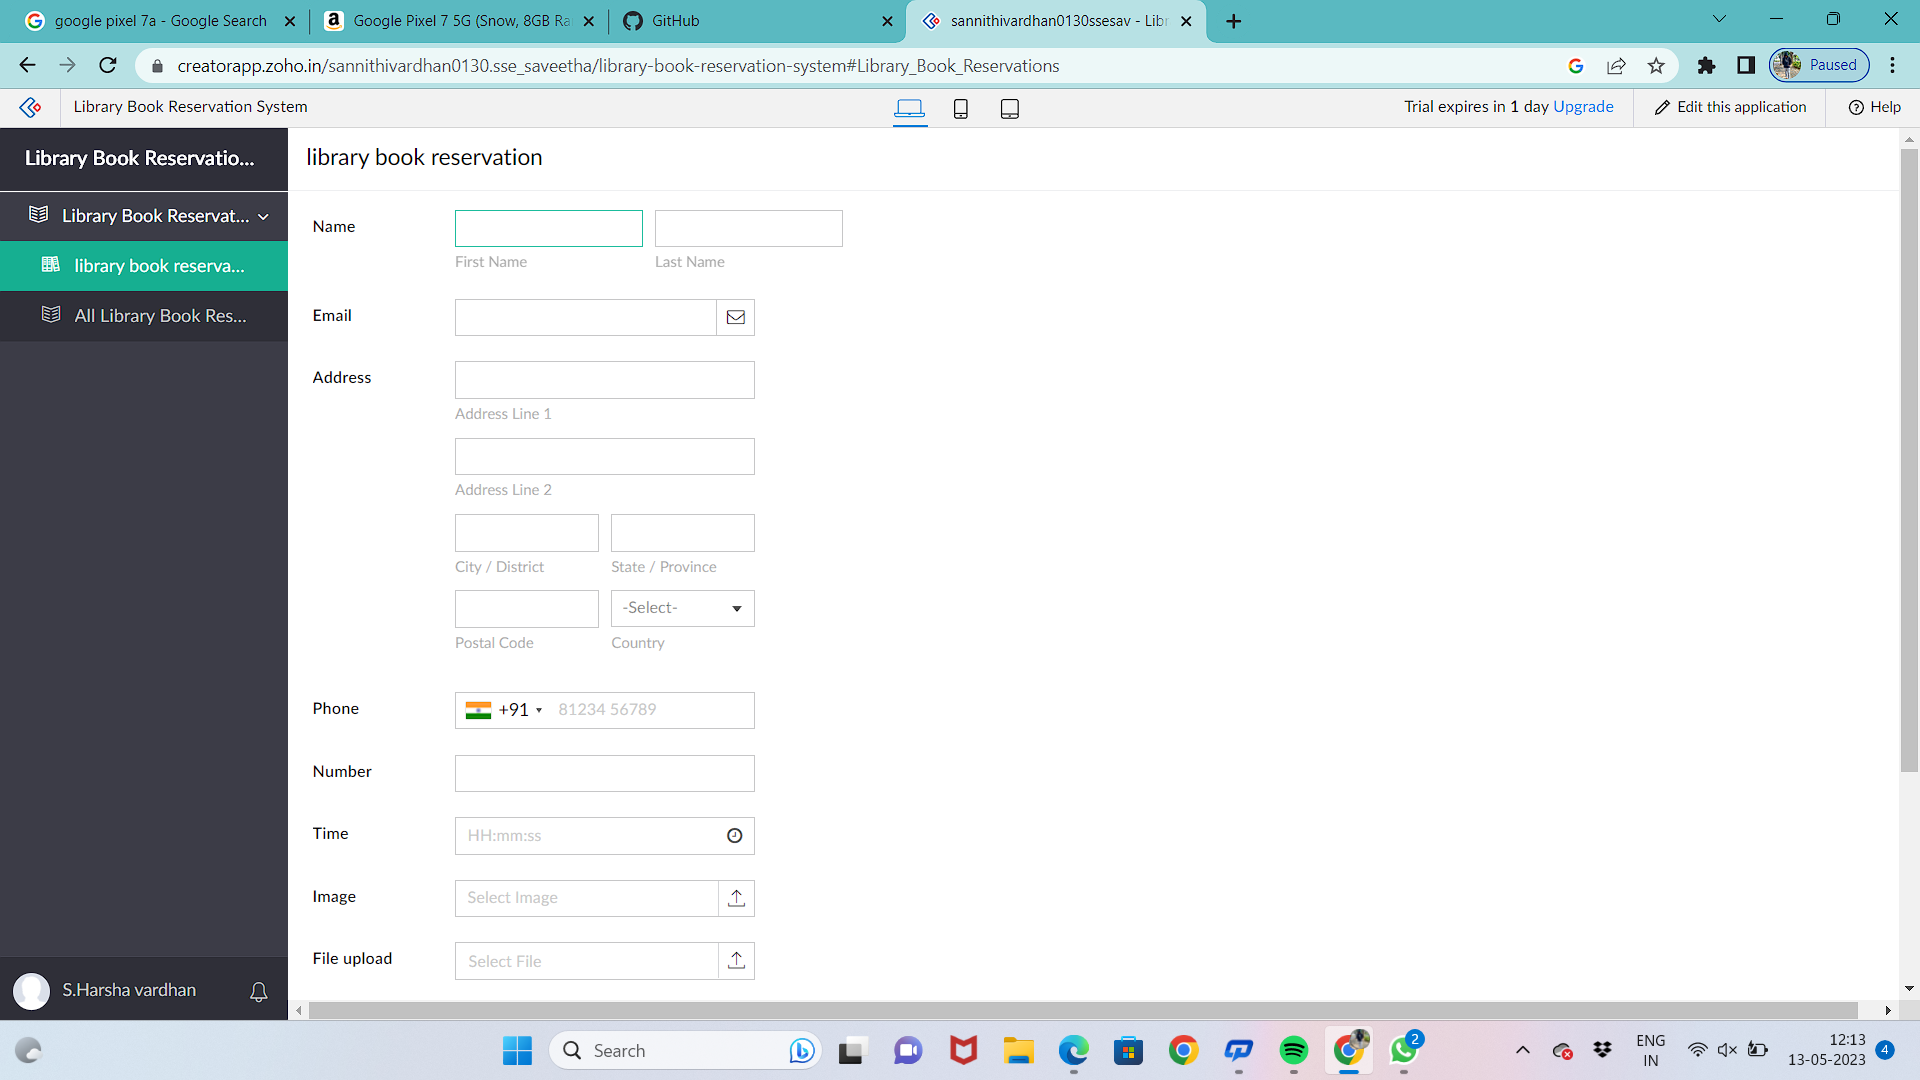 google pixel 7a - Google Search
Google Pixel 7 5G (Snow, 8GB Ra
GitHub
sannithivardhan0130ssesav - Libr
creatorapp.zoho.in/sannithivardhan0130.sse_saveetha/library-book-reservation-system#Library_Book_Reservations
Paused
Library Book Reservation System
Trial expires in 1 day Upgrade
Edit this application
Help
Library Book Reservatio...
library book reservation
Library Book Reservat...
library book reserva...
All Library Book Res...
Name
First Name
Last Name
Email
Address
Address Line 1
Address Line 2
City / District
State / Province
-Select-
Postal Code
Country
Phone
+91
81234 56789
Number
Time
HH:mm:ss
Image
Select Image
File upload
Select File
S.Harsha vardhan
Search
2
ENG
IN
12:13
13-05-2023
4